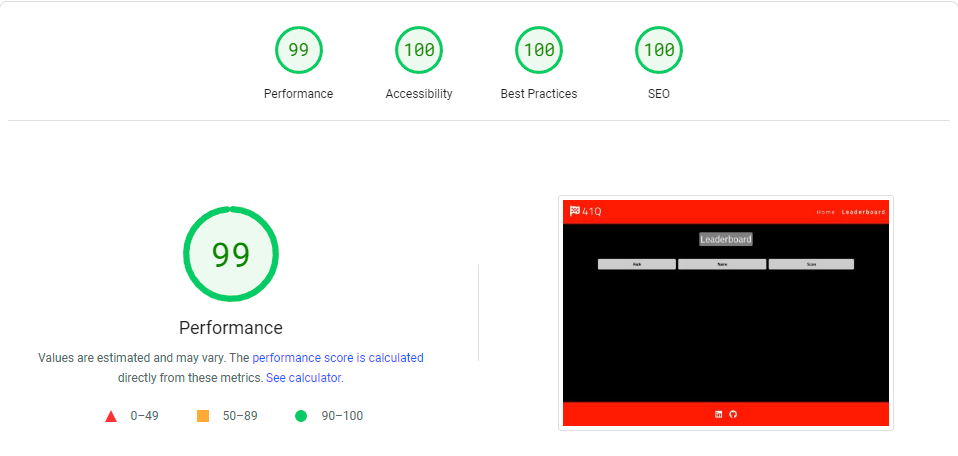 99 100 100 100
Performance Accessibility Best Practices SEO
99
Performance
Values are estimated and may vary. The performance score is calculated
directly from these metrics. See calculator.
0–49 50–89 90–100
41Q Home Leaderboard
Leaderboard
Rank Name Score